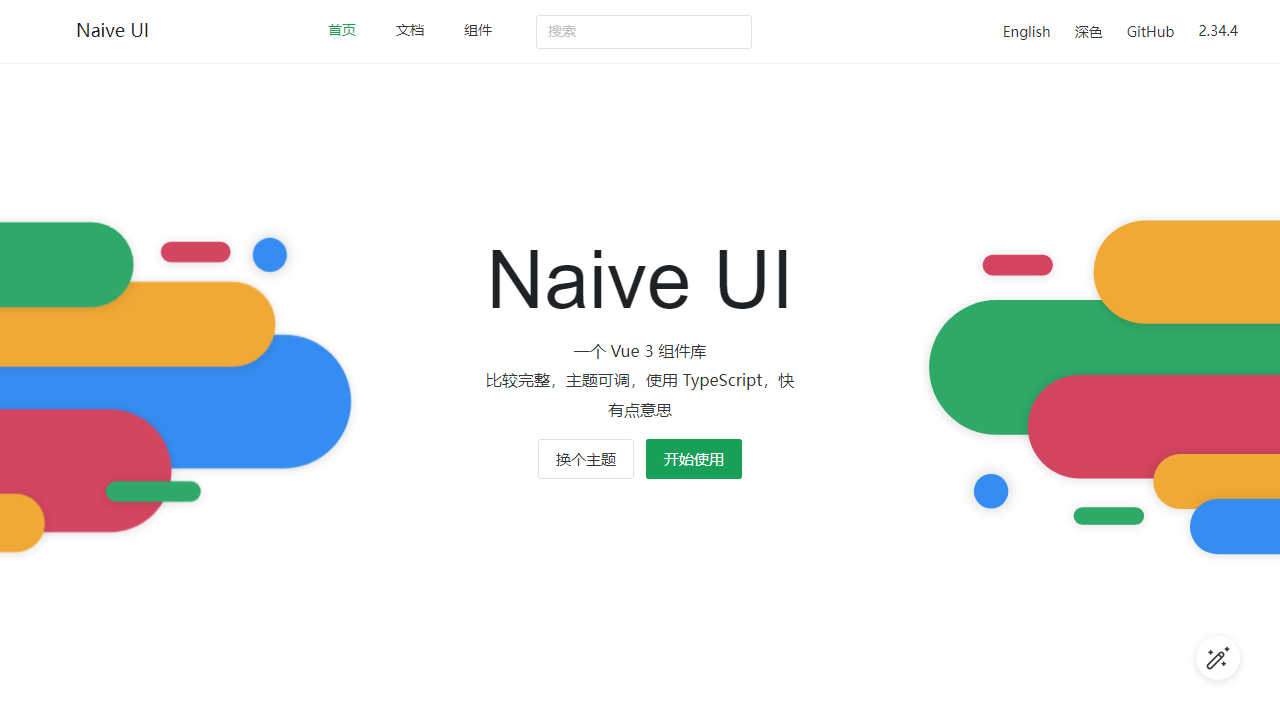 Naive UI
首页
文档
组件
搜索
English
深色
GitHub
2.34.4
Naive UI
一个 Vue 3 组件库
比较完整，主题可调，使用 TypeScript，快
有点意思
换个主题
开始使用